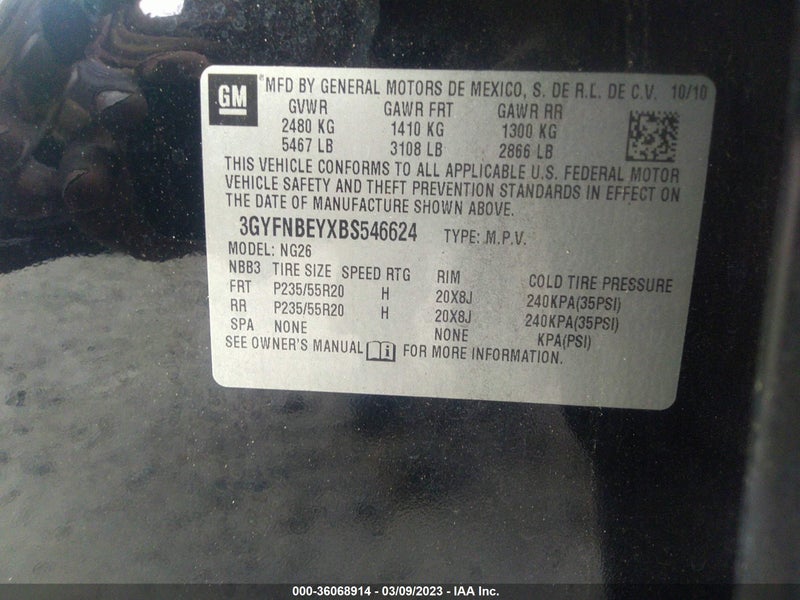 GM ® MFD BY GENERAL MOTORS DE MEXICO, S. DE R.L. DE C.V. 10/10
GVWR GAWR FRT GAWR RR
2480 KG 1410 KG 1300 KG
5467 LB 3108 LB 2866 LB
THIS VEHICLE CONFORMS TO ALL APPLICABLE U.S. FEDERAL MOTOR
VEHICLE SAFETY AND THEFT PREVENTION STANDARDS IN EFFECT ON
THE DATE OF MANUFACTURE SHOWN ABOVE.
3GYFNBEYXBS546624 TYPE: M.P.V.
MODEL: NG26
NBB3 TIRE SIZE SPEED RTG RIM COLD TIRE PRESSURE
FRT P235/55R20 H 20X8J 240KPA(35PSI)
RR P235/55R20 H 20X8J 240KPA(35PSI)
SPA NONE NONE KPA(PSI)
SEE OWNER'S MANUAL i FOR MORE INFORMATION.
000-36068914 - 03/09/2023 - IAA Inc.